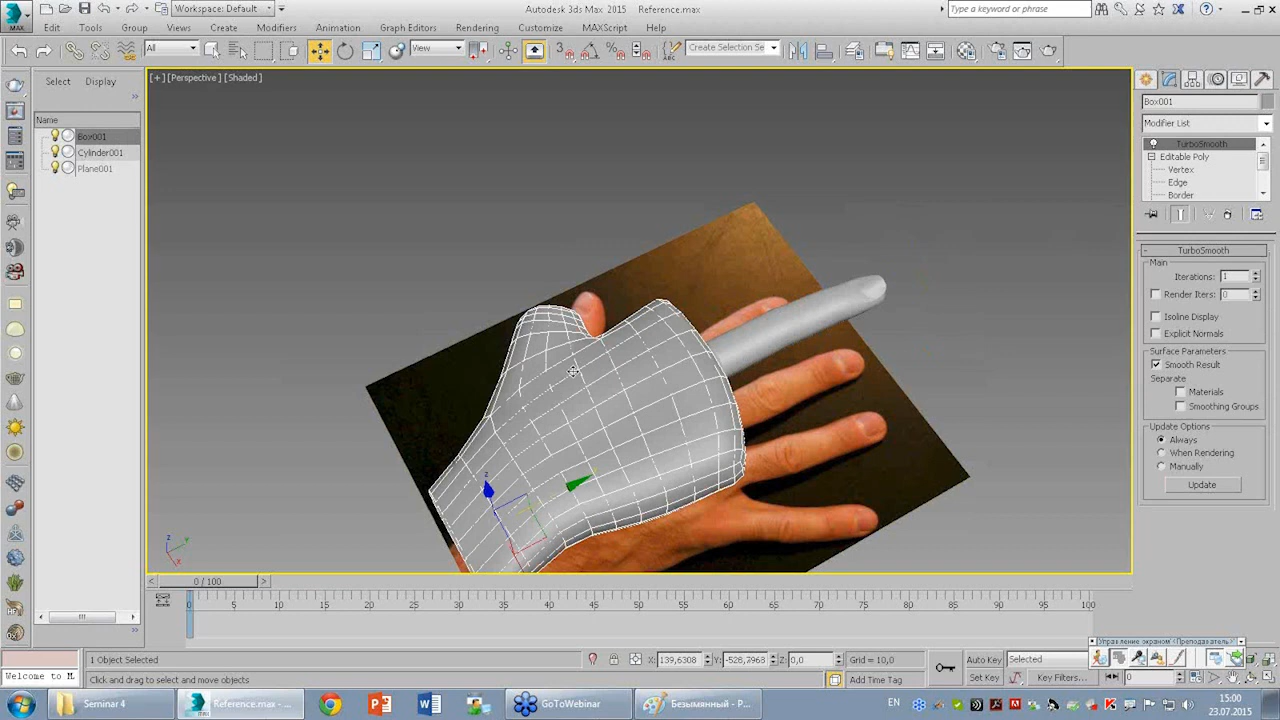 MAX
Workspace: Default
Autodesk 3ds Max 2015
Reference.max
Type a keyword or phrase
Edit
Tools
Group
Views
Create
Modifiers
Animation
Graph Editors
Rendering
Customize
MAXScript
Help
All
View
3
Create Selection Se
Select
Display
Name
Box001
Cylinder001
Plane001
[+] [Perspective] [Shaded]
z
z
y
x
Box001
Modifier List
TurboSmooth
Editable Poly
Vertex
Edge
Border
TurboSmooth
Main
Iterations: 1
Render Iters: 0
Isoline Display
Explicit Normals
Surface Parameters
Smooth Result
Separate
Materials
Smoothing Groups
Update Options
Always
When Rendering
Manually
Update
0 / 100
0 5 10 15 20 25 30 35 40 45 50 55 60 65 70 75 80 85 90 95 100
Управление экраном "(Преподаватель)"
1 Object Selected
X: 139,6308
Y: -526,7968
Z: 0,0
Grid = 10,0
Auto Key
Selected
Welcome to M
Click and drag to select and move objects
Add Time Tag
Set Key
Key Filters...
0
Seminar 4
Reference.max - ...
GoToWebinar
Безымянный - P...
EN
15:00
23.07.2015